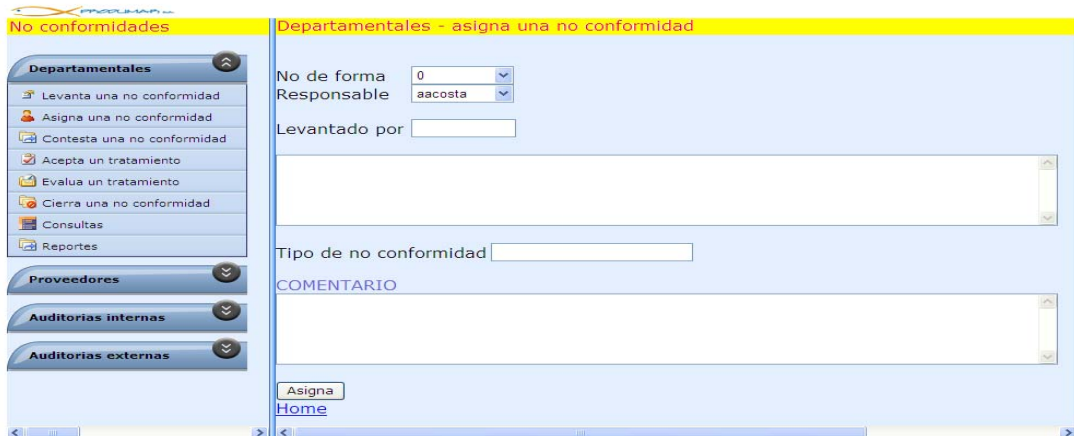 PROOLIMAR
No conformidades
Departamentales
Levanta una no conformidad
Asigna una no conformidad
Contesta una no conformidad
Acepta un tratamiento
Evalua un tratamiento
Cierra una no conformidad
Consultas
Reportes
Proveedores
Auditorias internas
Auditorias externas
Departamentales - asigna una no conformidad
No de forma 0
Responsable aacosta
Levantado por
Tipo de no conformidad
COMENTARIO
Asigna
Home